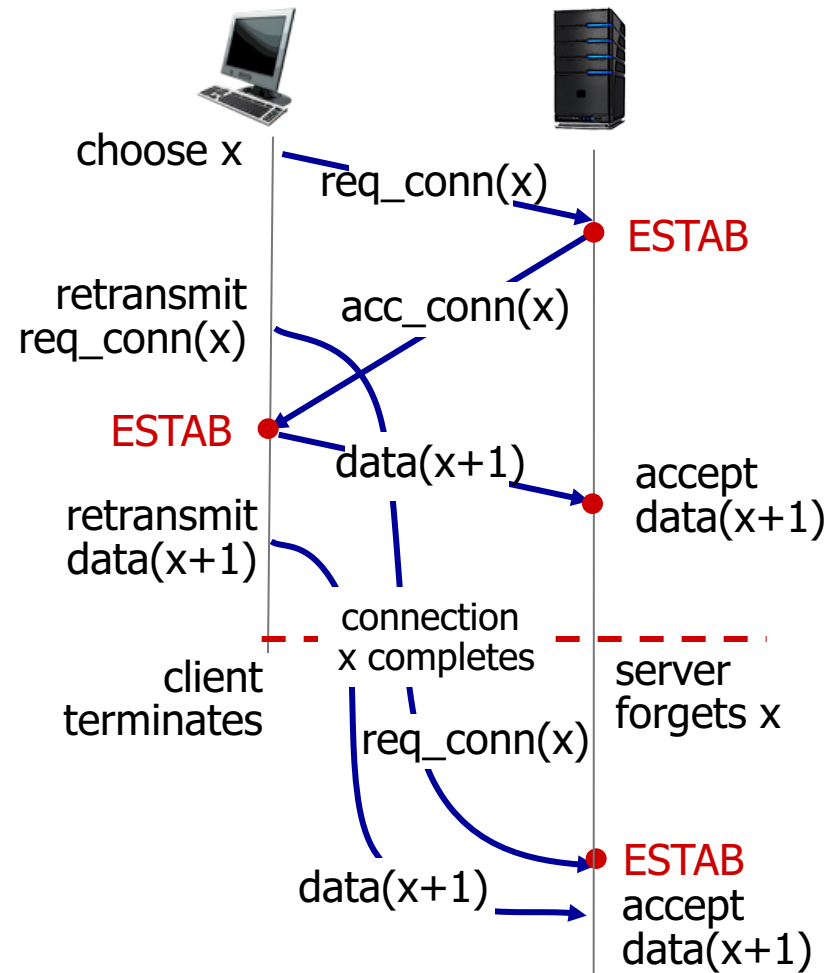 choose x
req_conn(x)
ESTAB
retransmit
req_conn(x)
acc_conn(x)
ESTAB
data(x+1)
accept
data(x+1)
retransmit
data(x+1)
connection
x completes
client
terminates
server
forgets x
req_conn(x)
ESTAB
data(x+1)
accept
data(x+1)